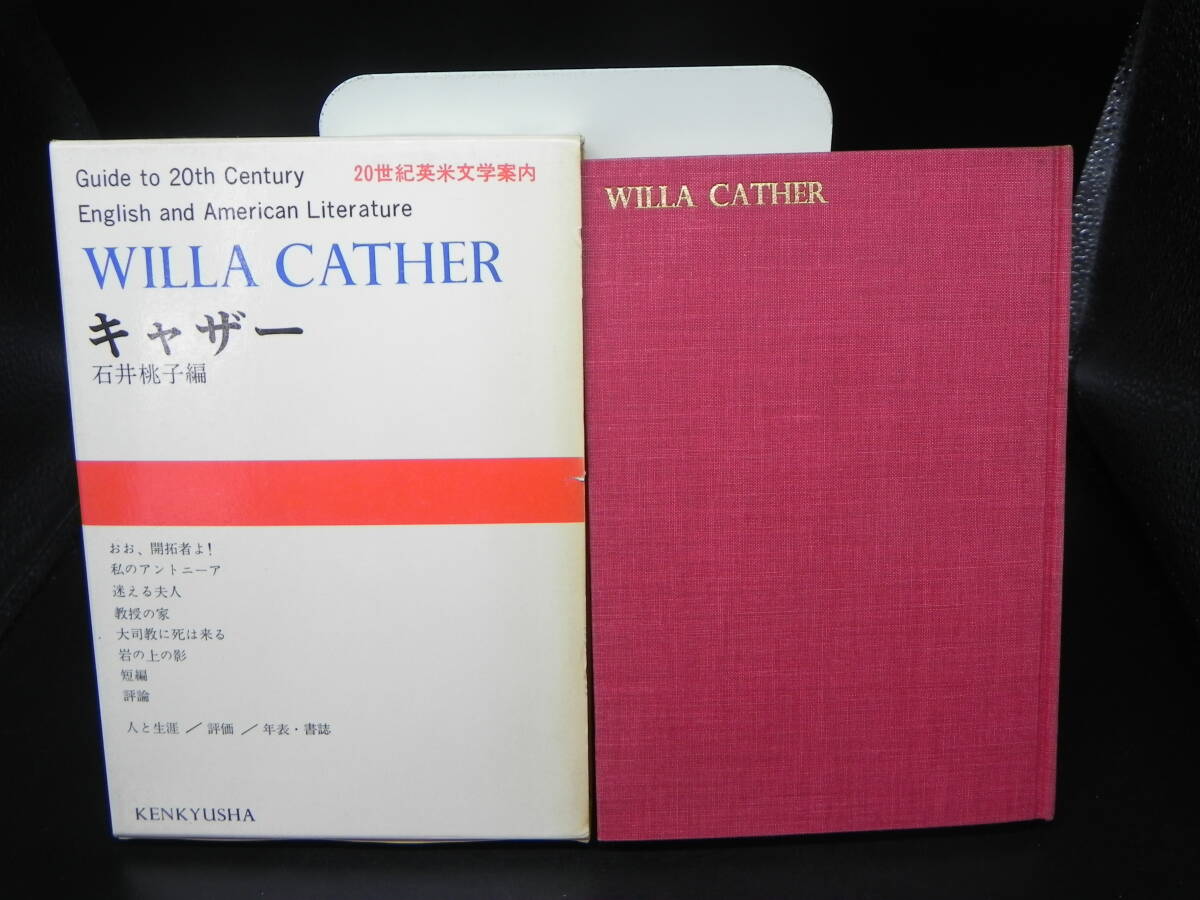 Guide to 20th Century 20世紀英米文学案内
English and American Literature
WILLA CATHER
キャザー
石井桃子編
おお、開拓者よ!
私のアントニーア
迷える夫人
教授の家
大司教に死は来る
岩の上の影
短編
評論
人と生涯／評価／年表・書誌
KENKYUSHA
WILLA CATHER